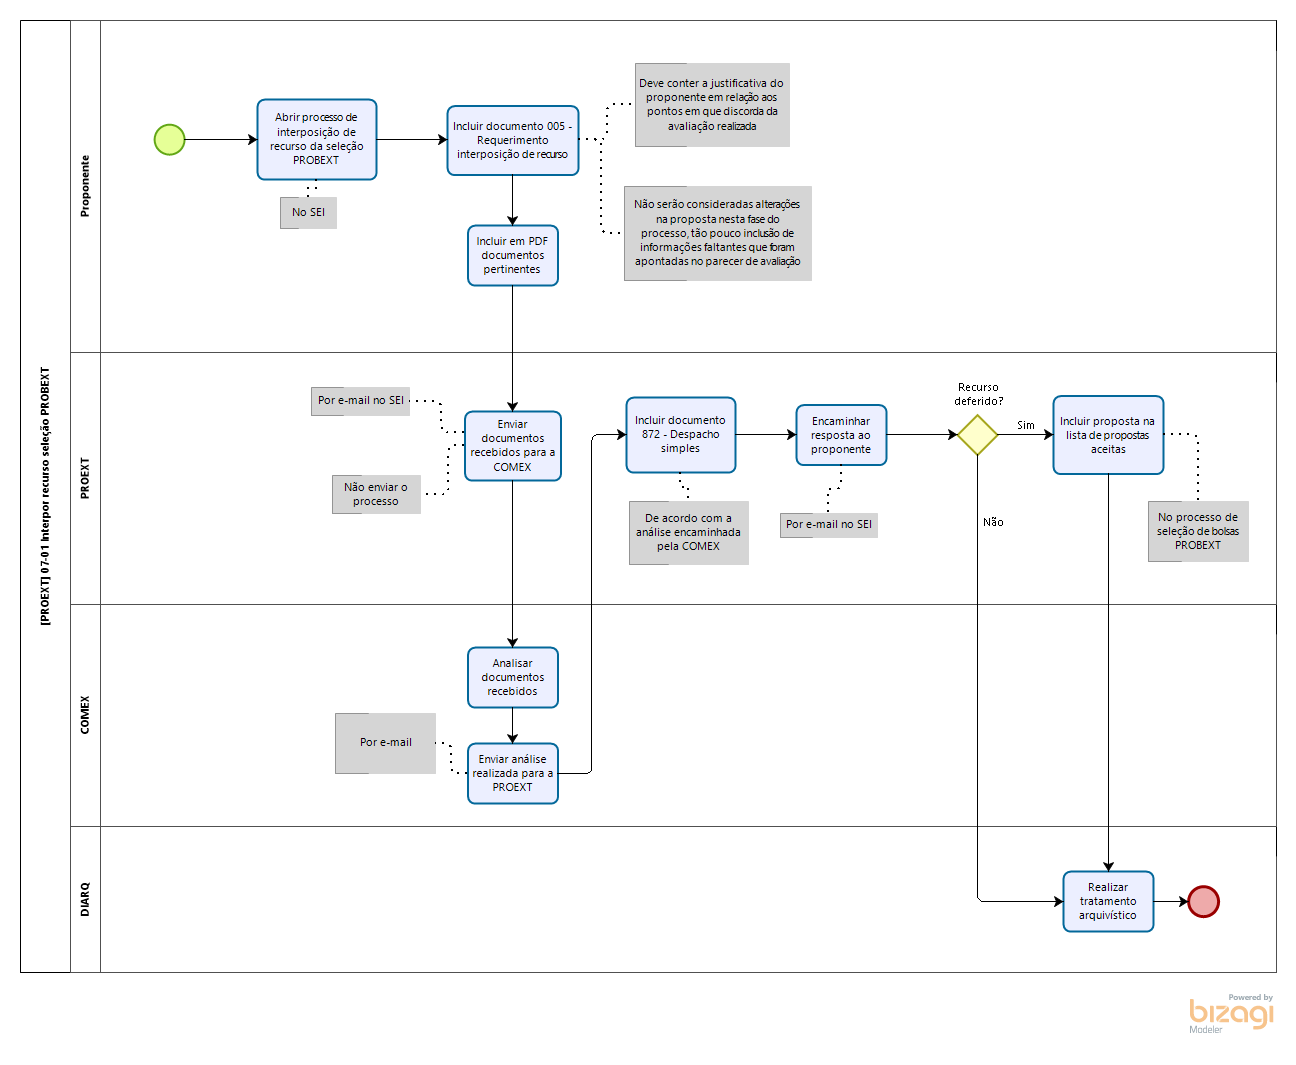 [PROEXT] 07-01 Interpor recurso seleção PROBEXT
Proponente
Abrir processo de
interposição de
recurso da seleção
PROBEXT
No SEI
Incluir documento 005 -
Requerimento
interposição de recurso
Deve conter a justificativa do
proponente em relação aos
pontos em que discorda da
avaliação realizada
Não serão consideradas alterações
na proposta nesta fase do
processo, tão pouco inclusão de
informações faltantes que foram
apontadas no parecer de avaliação
Incluir em PDF
documentos
pertinentes
PROEXT
Por e-mail no SEI
Não enviar o
processo
Enviar
documentos
recebidos para a
COMEX
Incluir documento
872 - Despacho
simples
De acordo com a
análise encaminhada
pela COMEX
Encaminhar
resposta ao
proponente
Por e-mail no SEI
Recurso
deferido?
Sim
Não
Incluir proposta na
lista de propostas
aceitas
No processo de
seleção de bolsas
PROBEXT
COMEX
Analisar
documentos
recebidos
Por e-mail
Enviar análise
realizada para a
PROEXT
DIARQ
Realizar
tratamento
arquivístico
Powered by
bizagi
Modeler